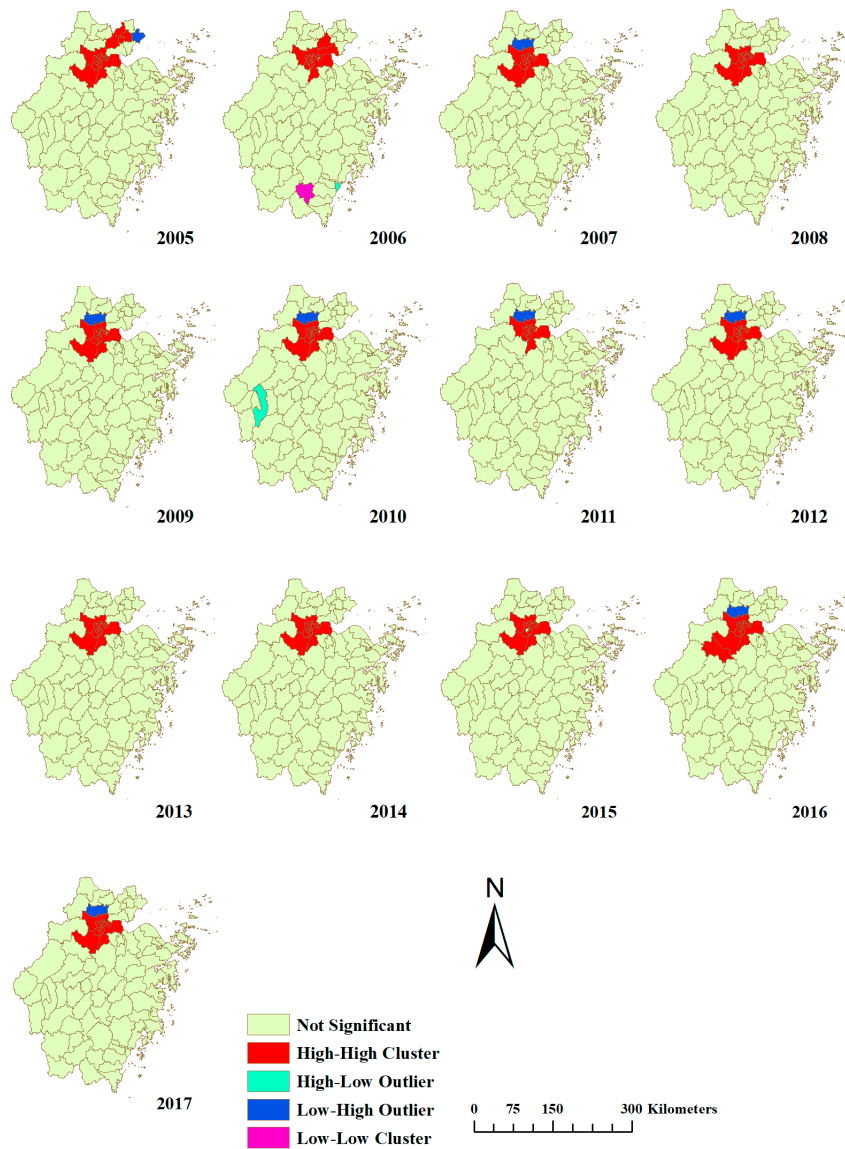 2005
2006
2007
2008
2009
2010
2011
2012
2013
2014
2015
2016
2017
N
Not Significant
High-High Cluster
High-Low Outlier
Low-High Outlier
Low-Low Cluster
0 75 150 300 Kilometers